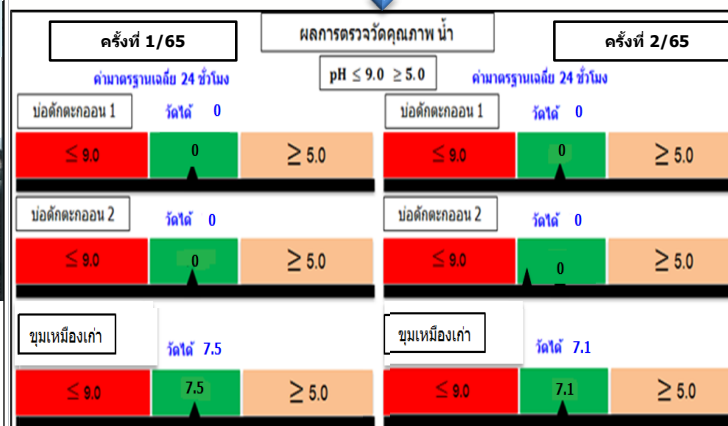 ผลการตรวจวัดคุณภาพ น้ำ
ครั้งที่ 1/65
ครั้งที่ 2/65
pH ≤ 9.0 ≥ 5.0
ค่ามาตรฐานเฉลี่ย 24 ชั่วโมง
ค่ามาตรฐานเฉลี่ย 24 ชั่วโมง
บ่อดักตะกออน 1 วัดได้ 0
≤ 9.0 0 ≥ 5.0
บ่อดักตะกออน 2 วัดได้ 0
≤ 9.0 0 ≥ 5.0
ขุมเหมืองเก่า วัดได้ 7.5
≤ 9.0 7.5 ≥ 5.0
บ่อดักตะกออน 1 วัดได้ 0
≤ 9.0 0 ≥ 5.0
บ่อดักตะกออน 2 วัดได้ 0
≤ 9.0 0 ≥ 5.0
ขุมเหมืองเก่า วัดได้ 7.1
≤ 9.0 7.1 ≥ 5.0